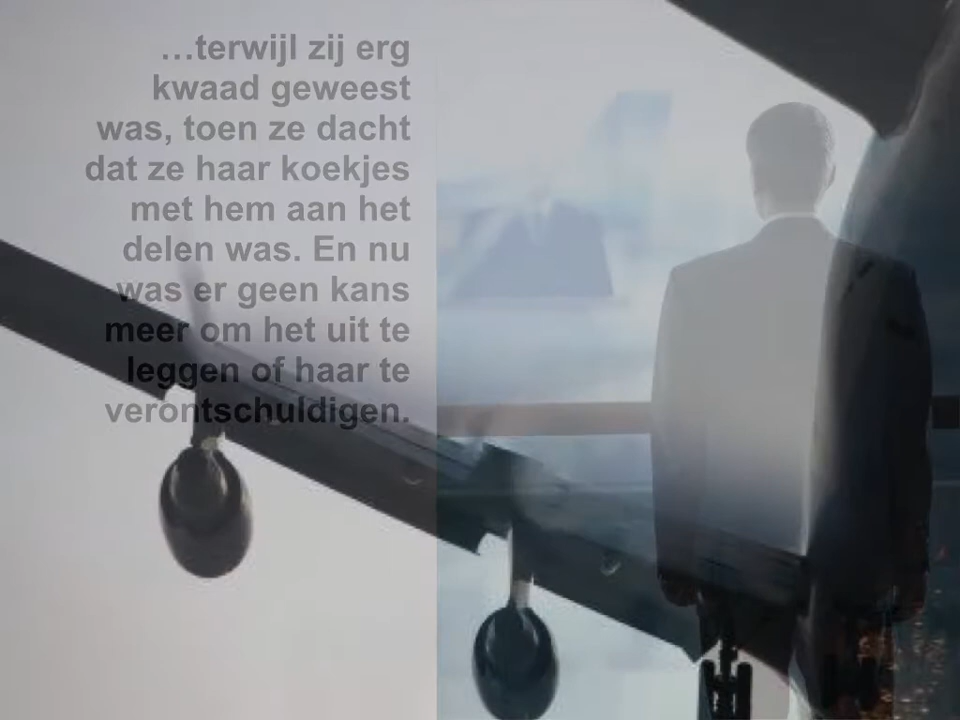 …terwijl zij erg
kwaad geweest
was, toen ze dacht
dat ze haar koekjes
met hem aan het
delen was. En nu
was er geen kans
meer om het uit te
leggen of haar te
verontschuldigen.